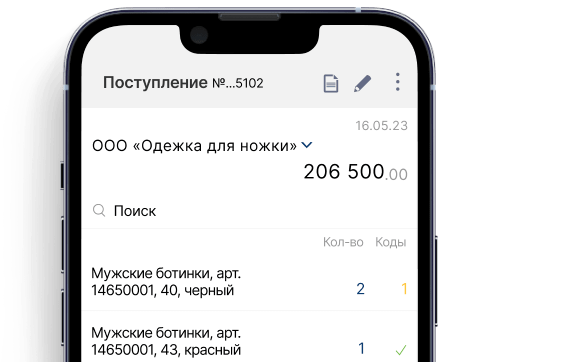 Поступление №...5102
16.05.23
ООО «Одежка для ножки»
206 500.00
Поиск
Кол-во Коды
Мужские ботинки, арт.
14650001, 40, черный 2 1
Мужские ботинки, арт.
14650001, 43, красный 1